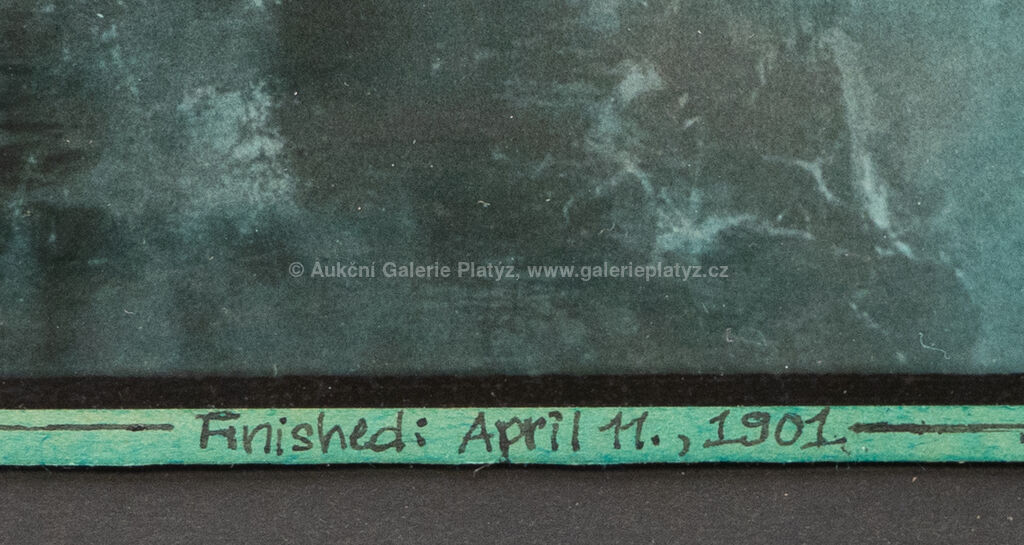 © Aukční Galerie Platýz, www.galerieplatyz.cz
Finished: April 11., 1901